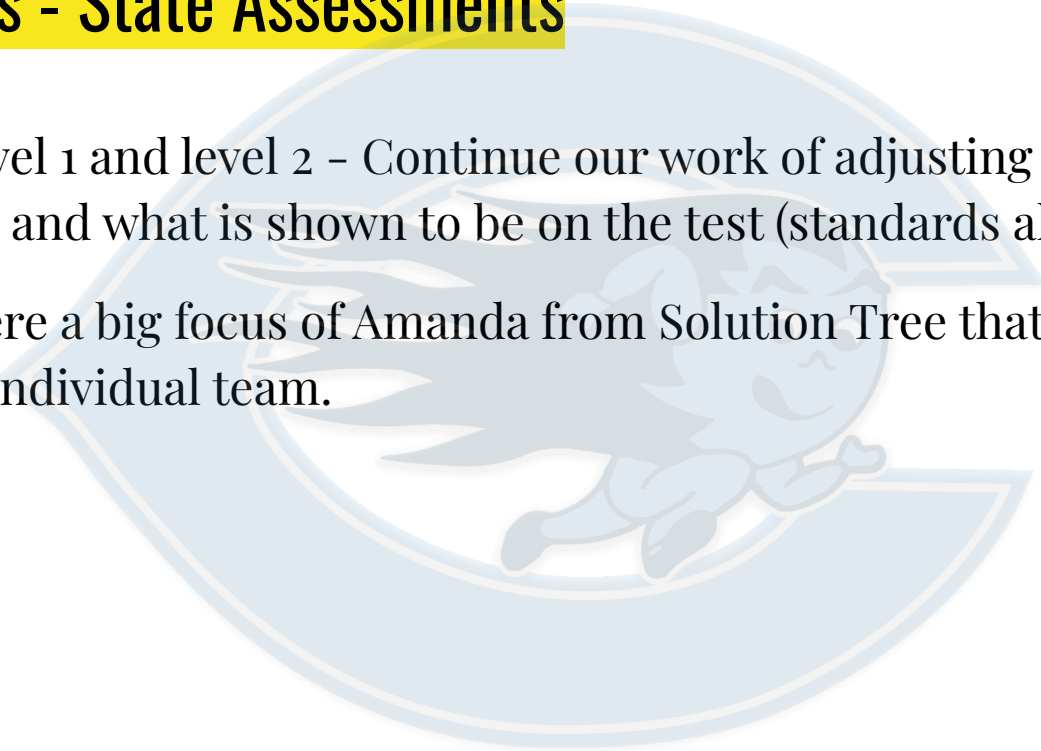 s - State Assessments
vel 1 and level 2 - Continue our work of adjusting
and what is shown to be on the test (standards al
ere a big focus of Amanda from Solution Tree that
ndividual team.